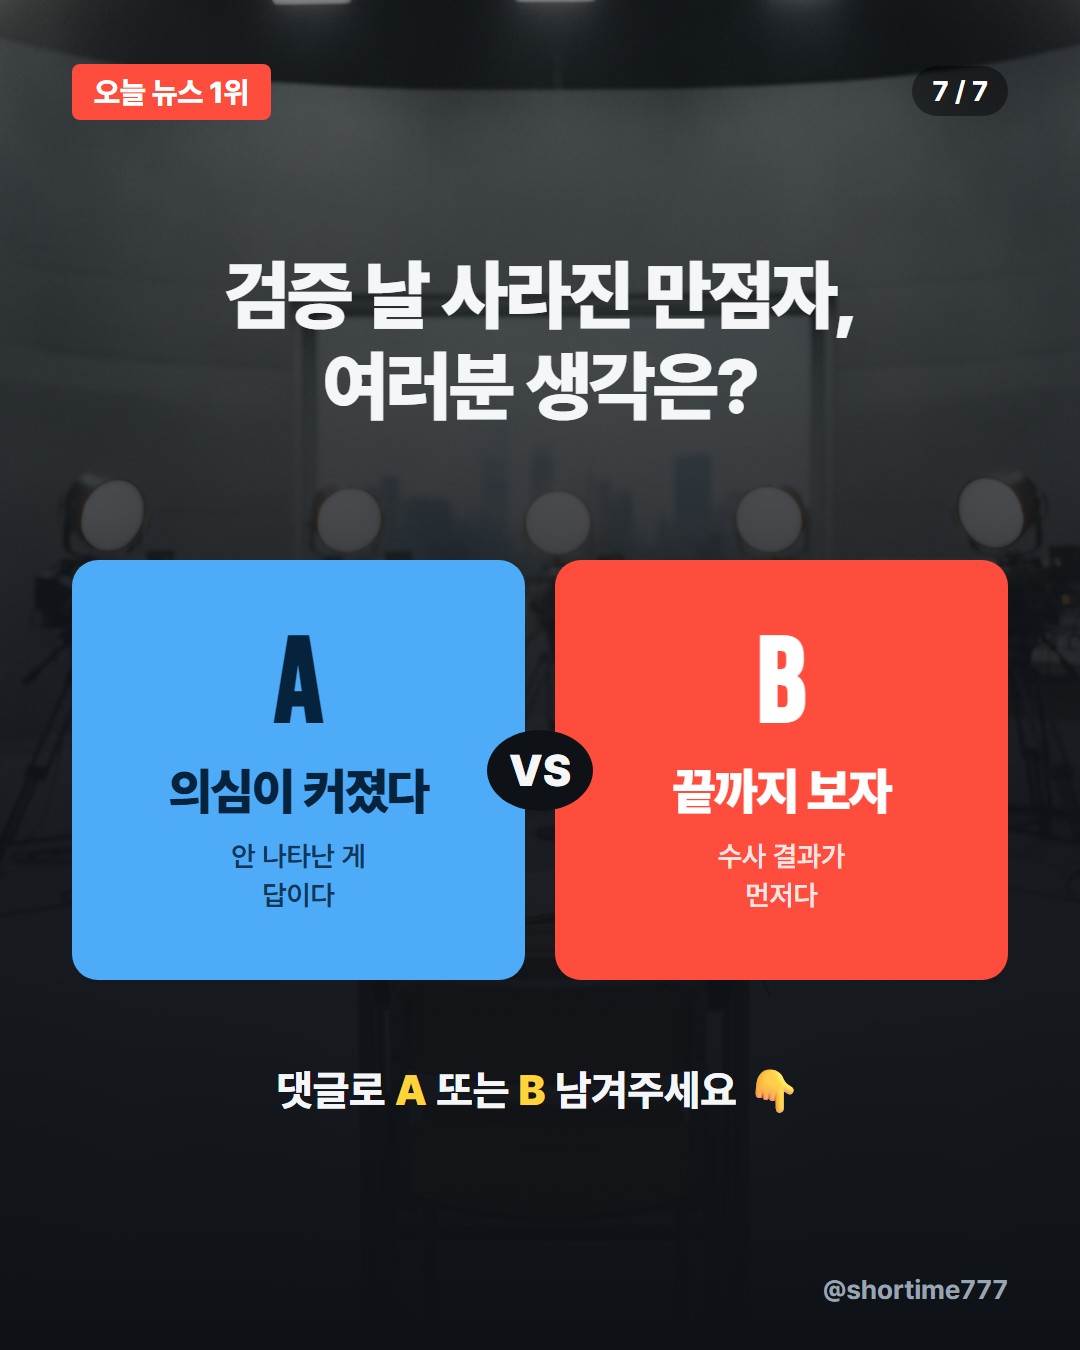 오늘 뉴스 1위
7 / 7
검증 날 사라진 만점자,
여러분 생각은?
A
의심이 커졌다
안 나타난 게
답이다
VS
B
끝까지 보자
수사 결과가
먼저다
댓글로 A 또는 B 남겨주세요 👇
@shortime777